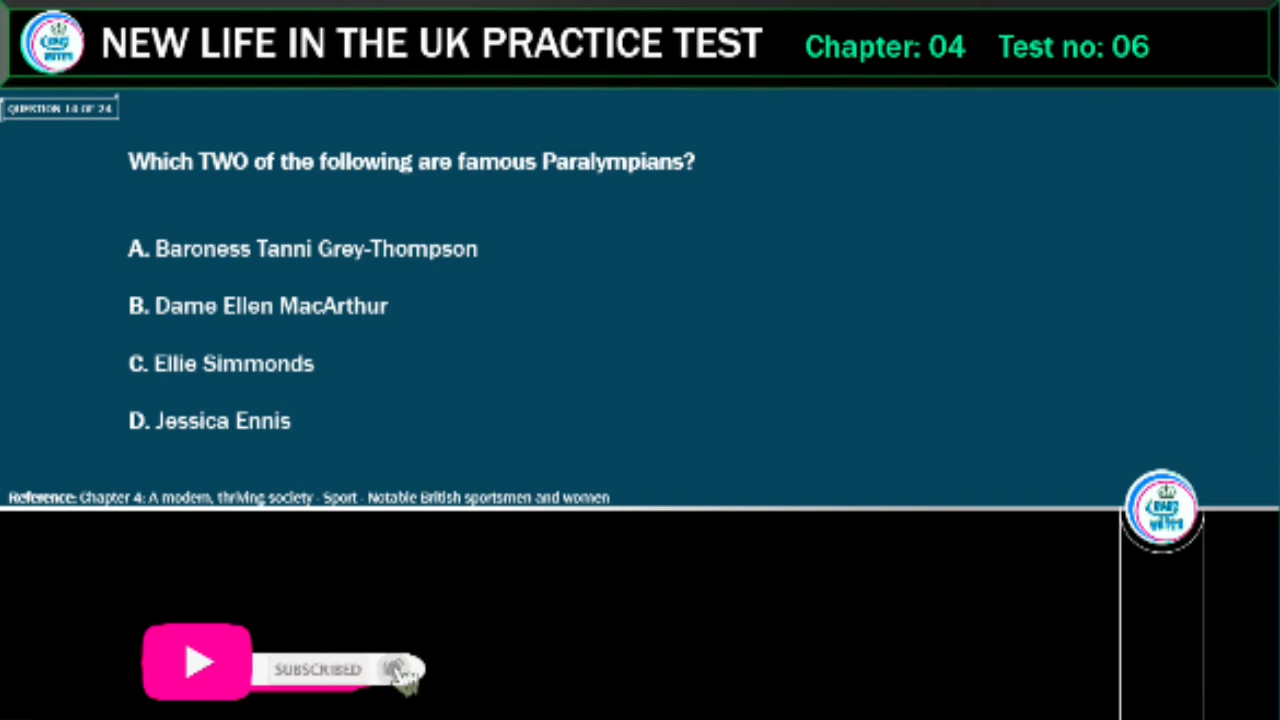 NEW LIFE IN THE UK PRACTICE TEST Chapter: 04 Test no: 06
QUESTION 14 OF 24
Which TWO of the following are famous Paralympians?
A. Baroness Tanni Grey-Thompson
B. Dame Ellen MacArthur
C. Ellie Simmonds
D. Jessica Ennis
Reference: Chapter 4: A modern, thriving society - Sport - Notable British sportsmen and women
SUBSCRIBED